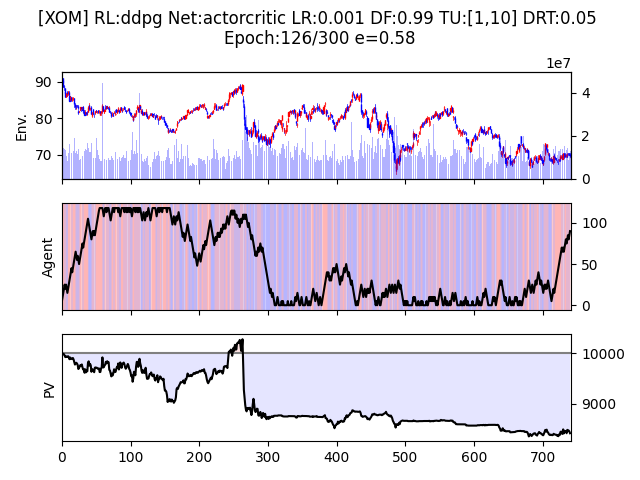 [XOM] RL:ddpg Net:actorcritic LR:0.001 DF:0.99 TU:[1,10] DRT:0.05
Epoch:126/300 e=0.58
1e7
90
80
70
Env.
4
2
0
Agent
100
50
0
PV
10000
9000
0 100 200 300 400 500 600 700